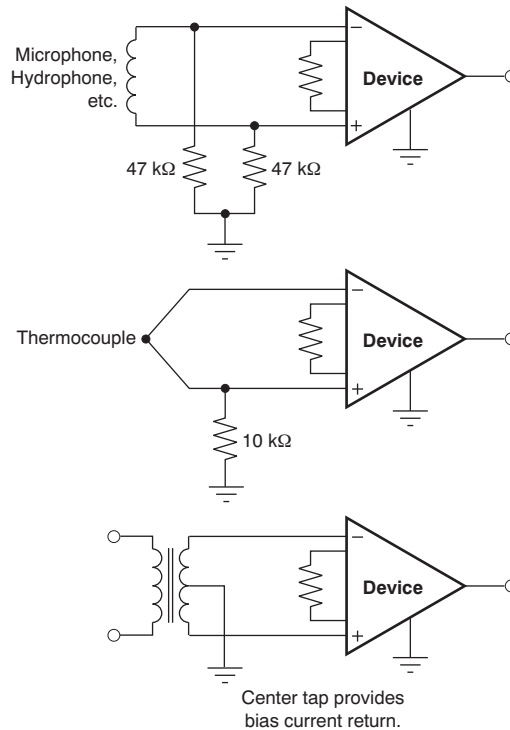 Microphone,
Hydrophone,
etc.
−
Device
+
47 kΩ
47 kΩ
−
Thermocouple
Device
+
10 kΩ
−
Device
+
Center tap provides
bias current return.